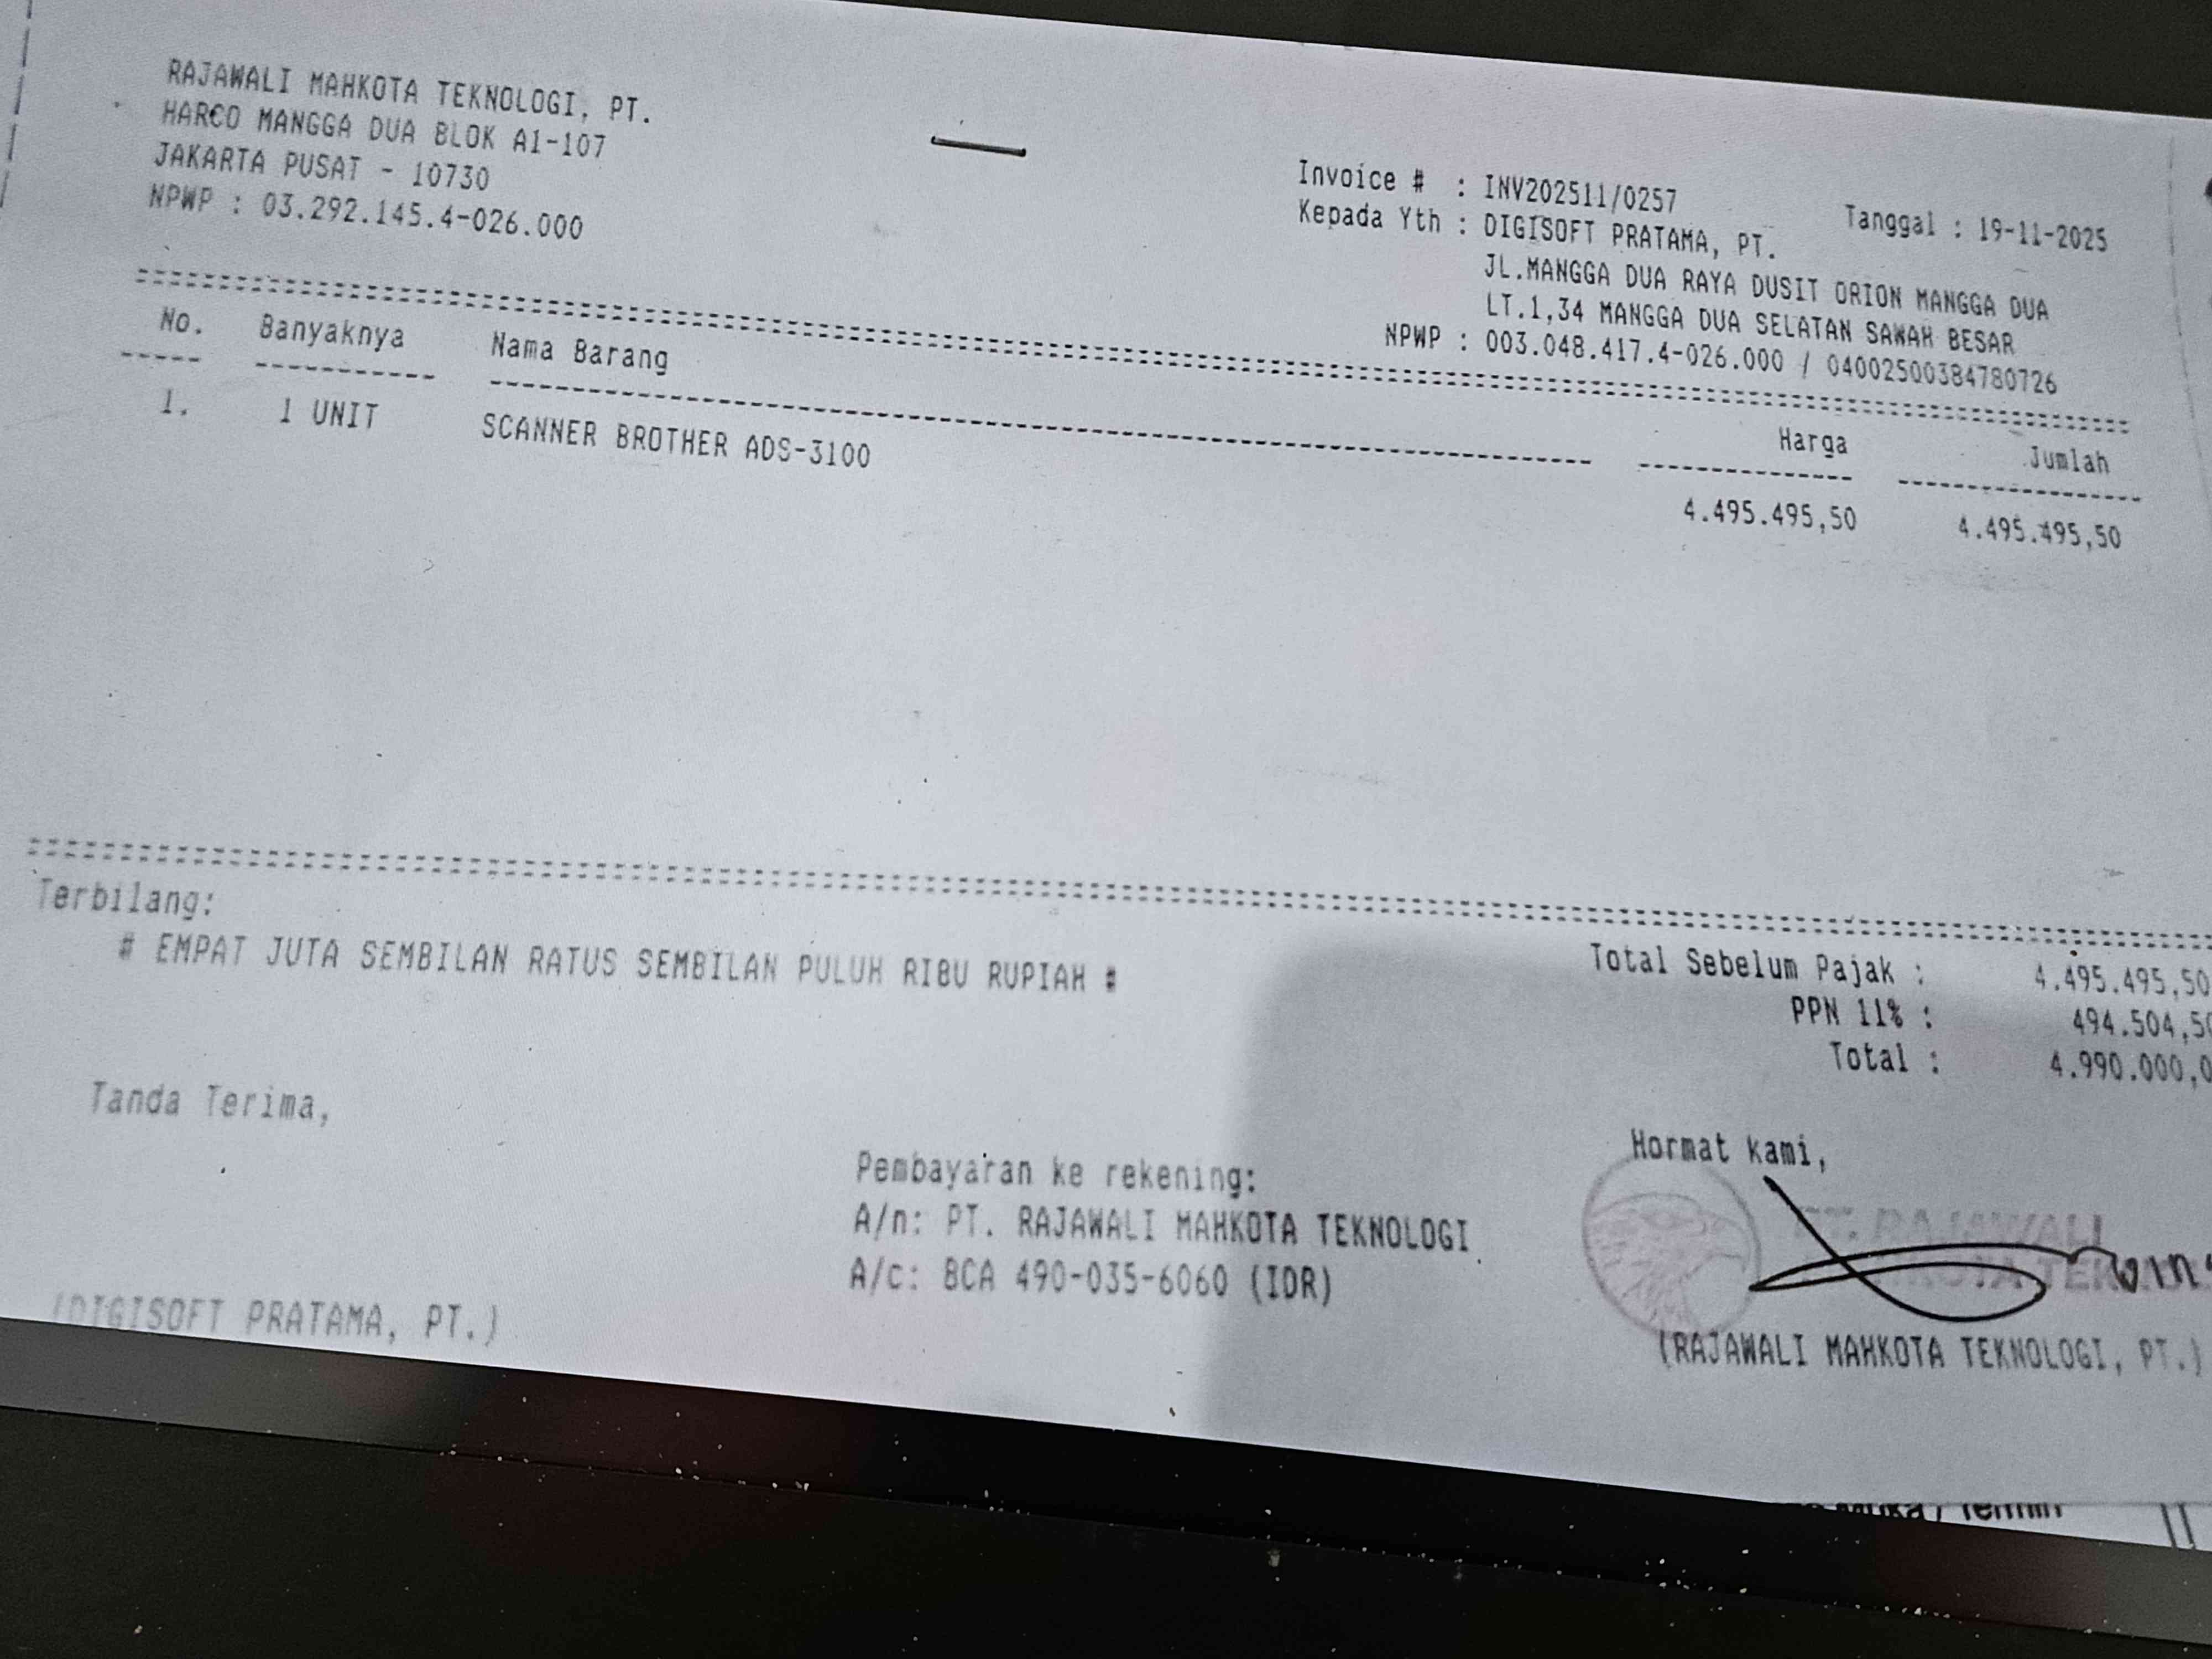 RAJAWALI MAHKOTA TEKNOLOGI, PT.
HARCO MANGGA DUA BLOK A1-107
JAKARTA PUSAT - 10730
NPWP : 03.292.145.4-026.000
Invoice # : INV202511/0257 Tanggal : 19-11-2025
Kepada Yth : DIGISOFT PRATAMA, PT.
JL.MANGGA DUA RAYA DUSIT ORION MANGGA DUA
LT.1,34 MANGGA DUA SELATAN SAWAH BESAR
NPWP : 003.048.417.4-026.000 / 04002500384780726
No. Banyaknya Nama Barang Harga Jumlah
1. 1 UNIT SCANNER BROTHER ADS-3100 4.495.495,50 4.495.495,50
Terbilang:
# EMPAT JUTA SEMBILAN RATUS SEMBILAN PULUH RIBU RUPIAH #
Total Sebelum Pajak : 4.495.495,50
PPN 11% : 494.504,50
Total : 4.990.000,0
Tanda Terima,
Pembayaran ke rekening:
A/n: PT. RAJAWALI MAHKOTA TEKNOLOGI
A/c: BCA 490-035-6060 (IDR)
Hormat kami,
PT. RAJAWALI
(DIGISOFT PRATAMA, PT.)
(RAJAWALI MAHKOTA TEKNOLOGI, PT.)
Termin